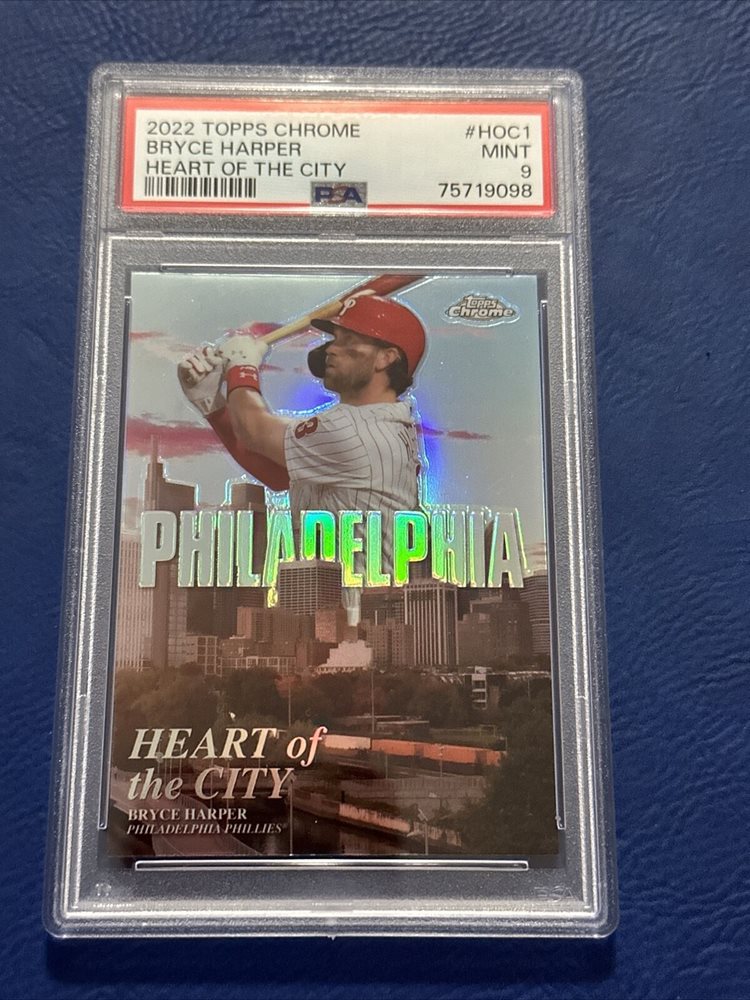 2022 TOPPS CHROME #HOC1
BRYCE HARPER MINT
HEART OF THE CITY 9
PSA 75719098
Topps
Chrome
P
3
PHILADELPHIA
HEART of
the CITY
BRYCE HARPER
PHILADELPHIA PHILLIES